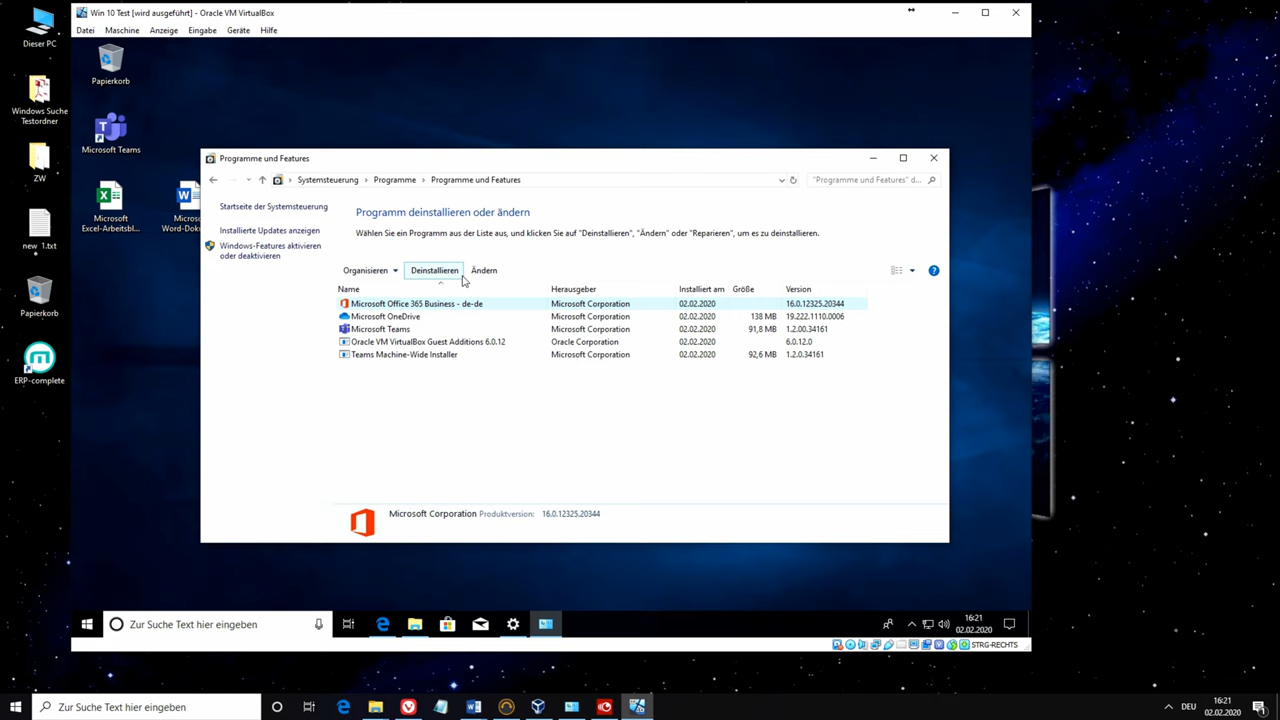 Win 10 Test [wird ausgeführt] - Oracle VM VirtualBox
Datei Maschine Anzeige Eingabe Geräte Hilfe
Dieser PC
Windows Suche
Testordner
ZW
new 1.txt
Papierkorb
ERP-complete
Papierkorb
Microsoft Teams
Microsoft
Excel-Arbeitsbl...
Micros
Word-Doku
Programme und Features
Systemsteuerung > Programme > Programme und Features
"Programme und Features" d...
Startseite der Systemsteuerung
Installierte Updates anzeigen
Windows-Features aktivieren
oder deaktivieren
Programm deinstallieren oder ändern
Wählen Sie ein Programm aus der Liste aus, und klicken Sie auf "Deinstallieren", "Ändern" oder "Reparieren", um es zu deinstallieren.
Organisieren Deinstallieren Ändern
Name Herausgeber Installiert am Größe Version
Microsoft Office 365 Business - de-de Microsoft Corporation 02.02.2020 16.0.12325.20344
Microsoft OneDrive Microsoft Corporation 02.02.2020 138 MB 19.222.1110.0006
Microsoft Teams Microsoft Corporation 02.02.2020 91,8 MB 1.2.00.34161
Oracle VM VirtualBox Guest Additions 6.0.12 Oracle Corporation 02.02.2020 6.0.12.0
Teams Machine-Wide Installer Microsoft Corporation 02.02.2020 92,6 MB 1.2.0.34161
Microsoft Corporation Produktversion: 16.0.12325.20344
Zur Suche Text hier eingeben
16:21
02.02.2020
STRG-RECHTS
Zur Suche Text hier eingeben
DEU
16:21
02.02.2020